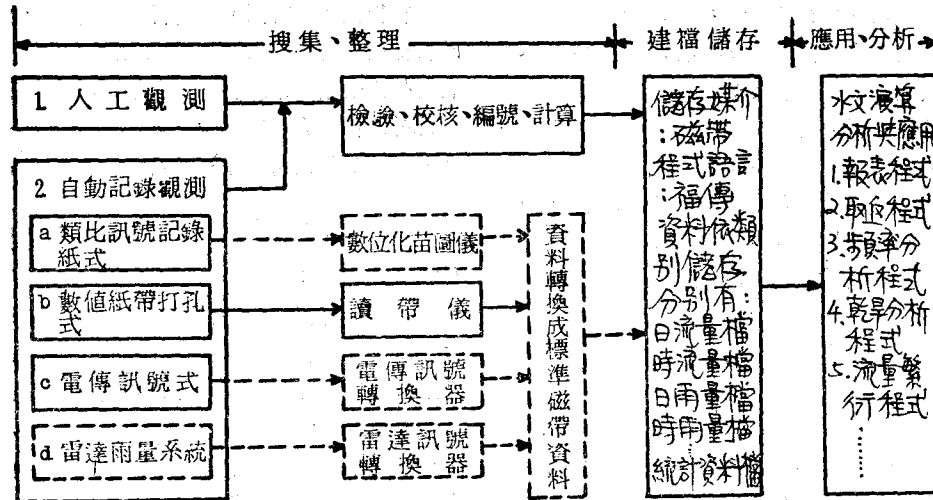 搜集、整理
建檔儲存
應用、分析
1. 人工觀測
檢驗、校核、編號、計算
2 自動記錄觀測
a 類比訊號記錄
紙式
數位化苗圖儀
b 數值紙帶打孔
式
讀帶儀
c 電傳訊號式
電傳訊號
轉換器
d 雷達雨量系統
雷達訊號
轉換器
資料轉換成標準磁帶資料
儲存媒介
:磁帶
程式語言
:福傳
資料依類
別儲存
分別有:
日流量檔
時流量檔
日雨量檔
時雨量檔
統計資料檔
水文演算
分析與應用
1.報表程式
2.取返程式
3.頻率分
析程式
4.乾旱分析
程式
5.流量繁
衍程式